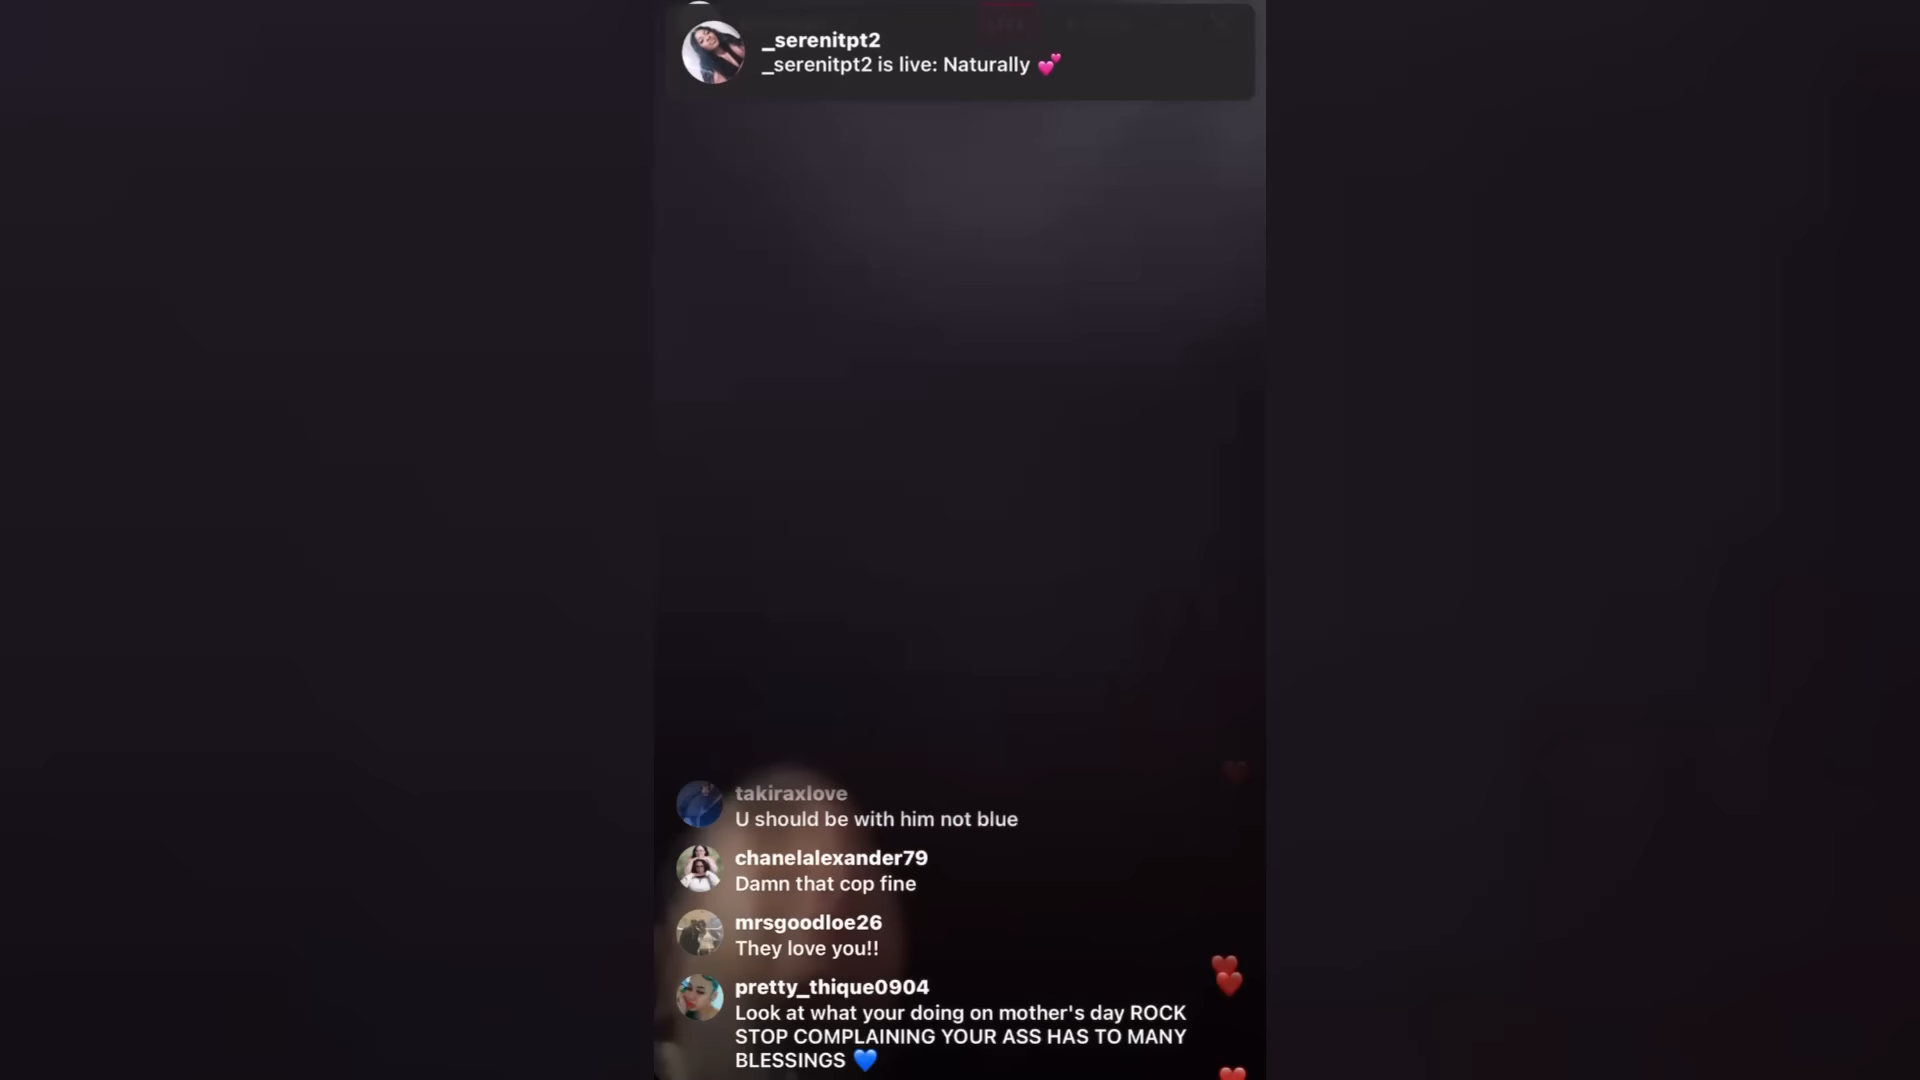 _serenitpt2
_serenitpt2 is live: Naturally 💕
takiraxlove
U should be with him not blue
chanelalexander79
Damn that cop fine
mrsgoodloe26
They love you!!
pretty_thique0904
Look at what your doing on mother's day ROCK
STOP COMPLAINING YOUR ASS HAS TO MANY
BLESSINGS 💙